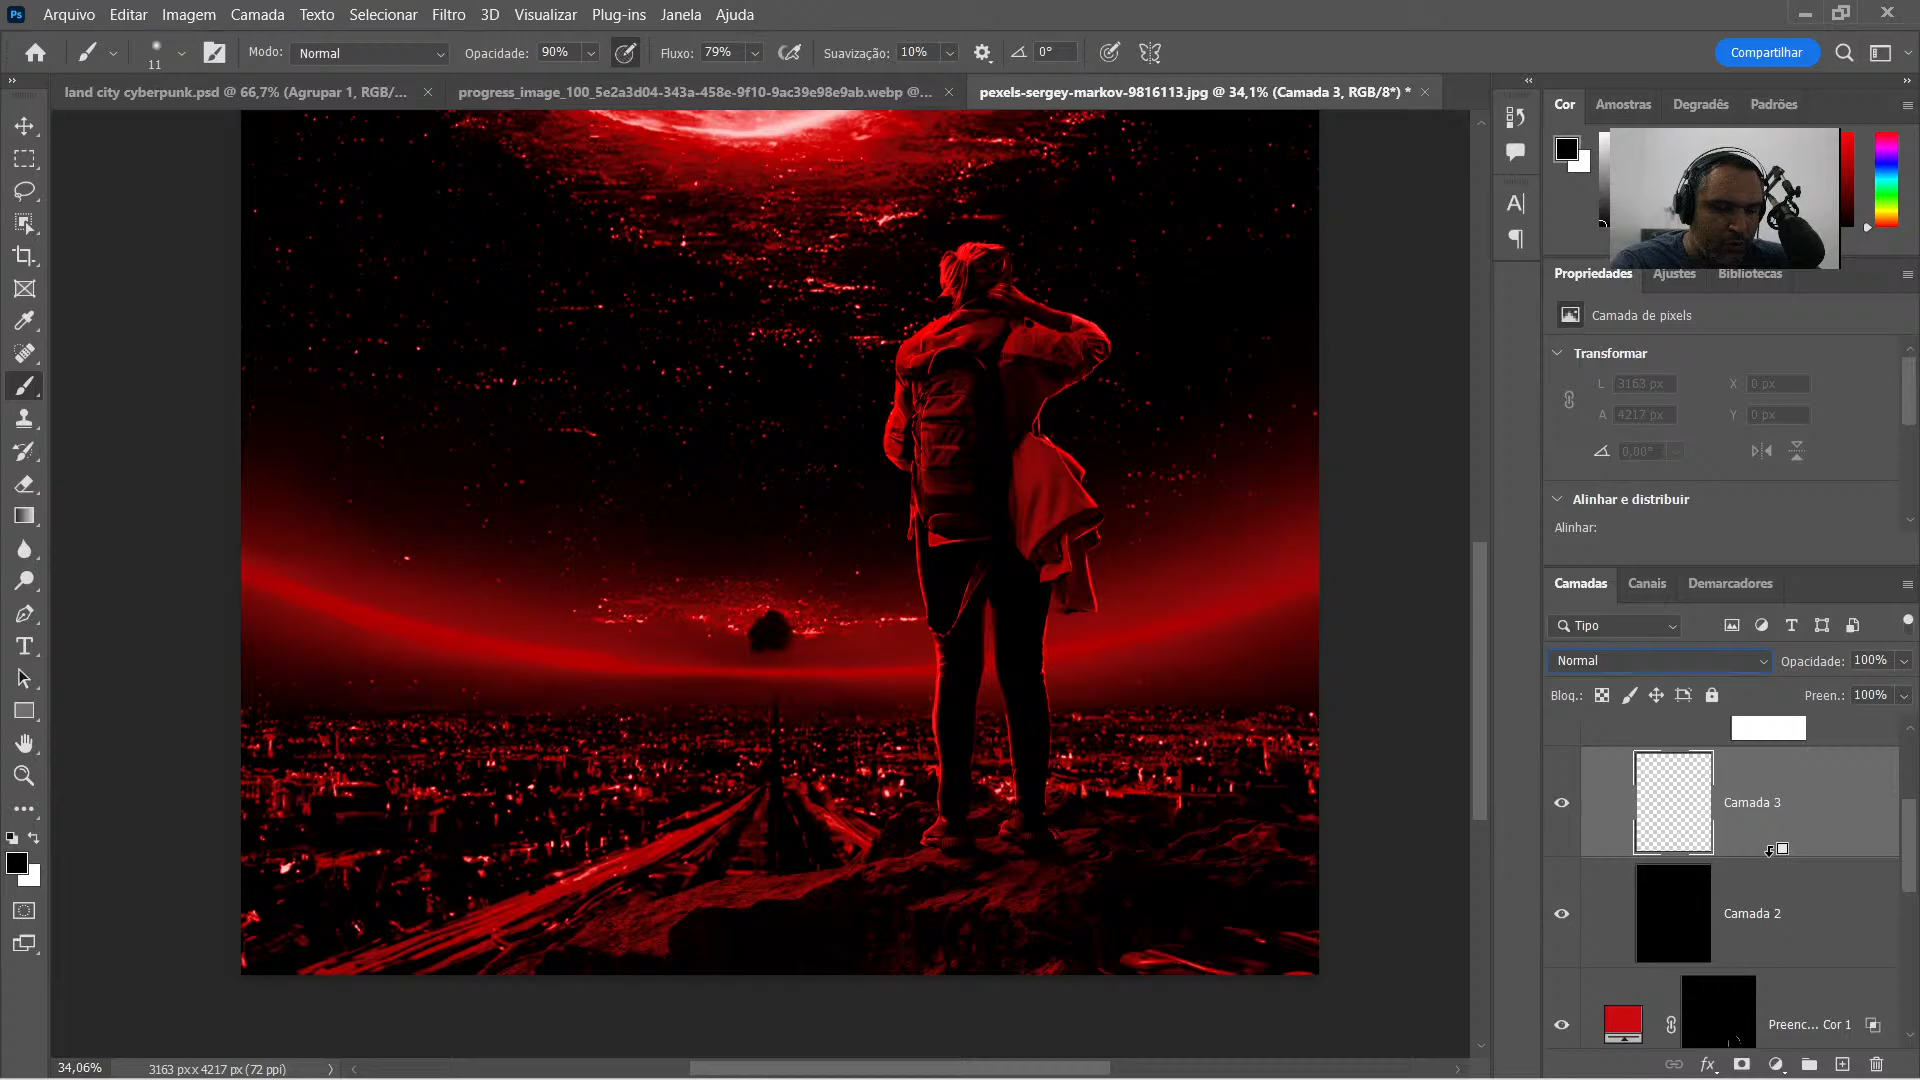 Ps Arquivo Editar Imagem Camada Texto Selecionar Filtro 3D Visualizar Plug-ins Janela Ajuda
11 Modo: Normal Opacidade: 90% Fluxo: 79% Suavização: 10% 0° Compartilhar
land city cyberpunk.psd @ 66,7% (Agrupar 1, RGB/... progress_image_100_5e2a3d04-343a-458e-9f10-9ac39e98e9ab.webp @... pexels-sergey-markov-9816113.jpg @ 34,1% (Camada 3, RGB/8*) *
Cor Amostras Degradês Padrões
Propriedades Ajustes Bibliotecas
Camada de pixels
Transformar
L 3163 px X 0 px
A 4217 px Y 0 px
0,00°
Alinhar e distribuir
Alinhar:
Camadas Canais Demarcadores
Tipo
Normal Opacidade: 100%
Bloq.: Preen.: 100%
Camada 3
Camada 2
Preenc... Cor 1
fx
34,06% 3163 px x 4217 px (72 ppi)